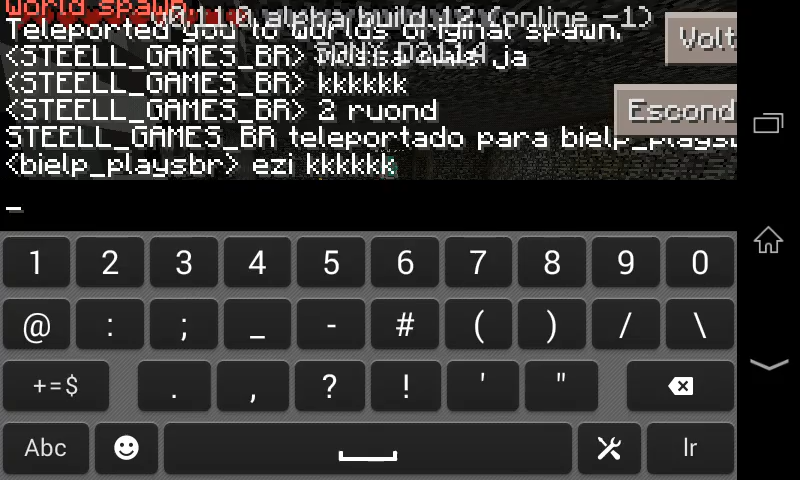 world spawn.
v0.11.0 alpha build 12 (online -1)
Teleported you to worlds original spawn.
SONY D2114
Volt
<STEELL_GAMES_BR> ja
<STEELL_GAMES_BR> kkkkkk
<STEELL_GAMES_BR> 2 ruond
Escond
STEELL_GAMES_BR teleportado para bielp_playsb
<bielp_playsbr> ezi kkkkkk
_
1 2 3 4 5 6 7 8 9 0
@ : ; _ - # ( ) / \
+=$ . , ? ! ' "
Abc Ir